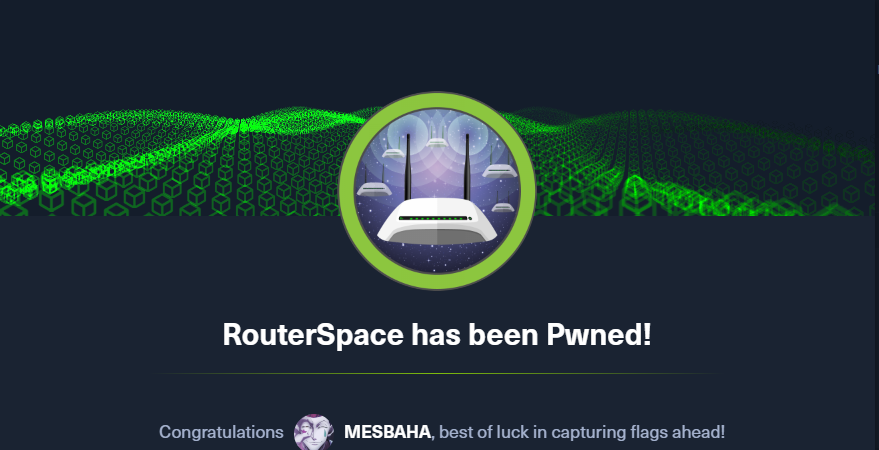 RouterSpace has been Pwned!
Congratulations MESBAHA, best of luck in capturing flags ahead!